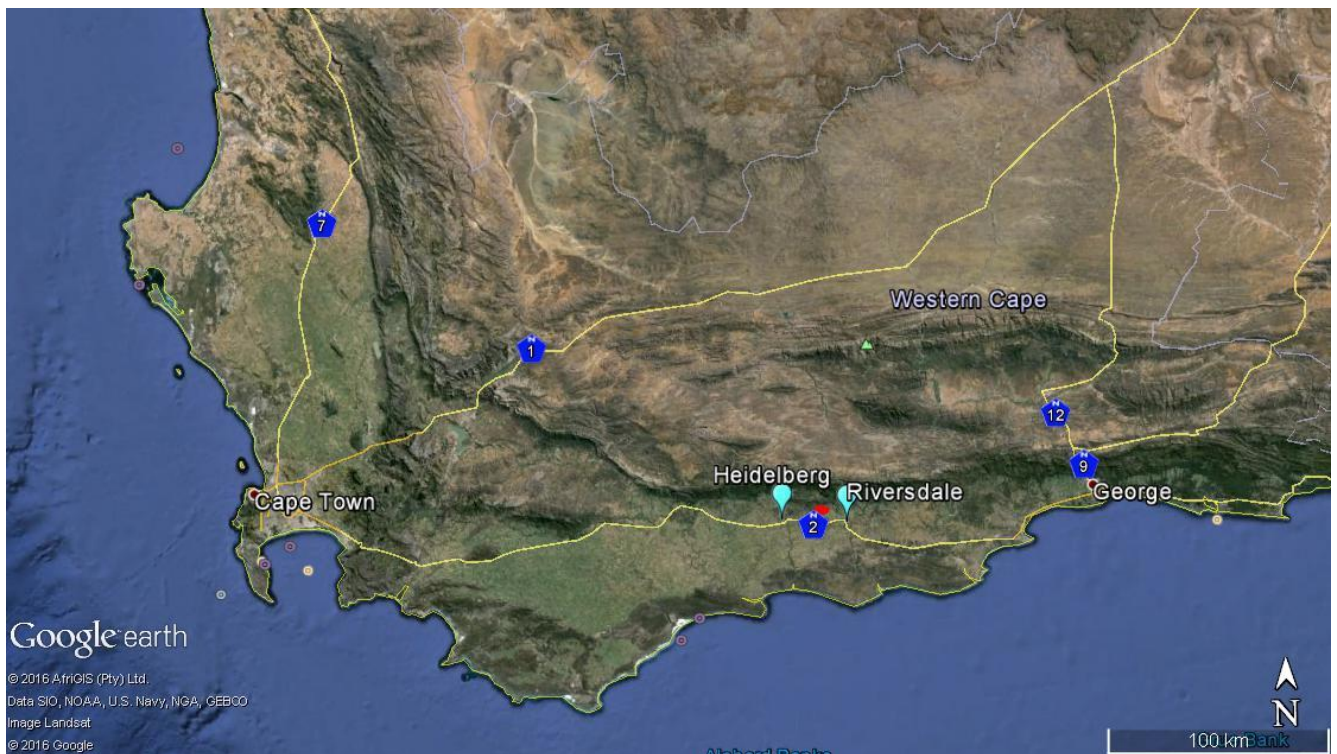 N
7
N
1
Western Cape
N
12
N
9
Heidelberg
Riversdale
N
2
George
Cape Town
Google earth
© 2016 AfriGIS (Pty) Ltd.
Data SIO, NOAA, U.S. Navy, NGA, GEBCO
Image Landsat
© 2016 Google
N
100 km
Bank